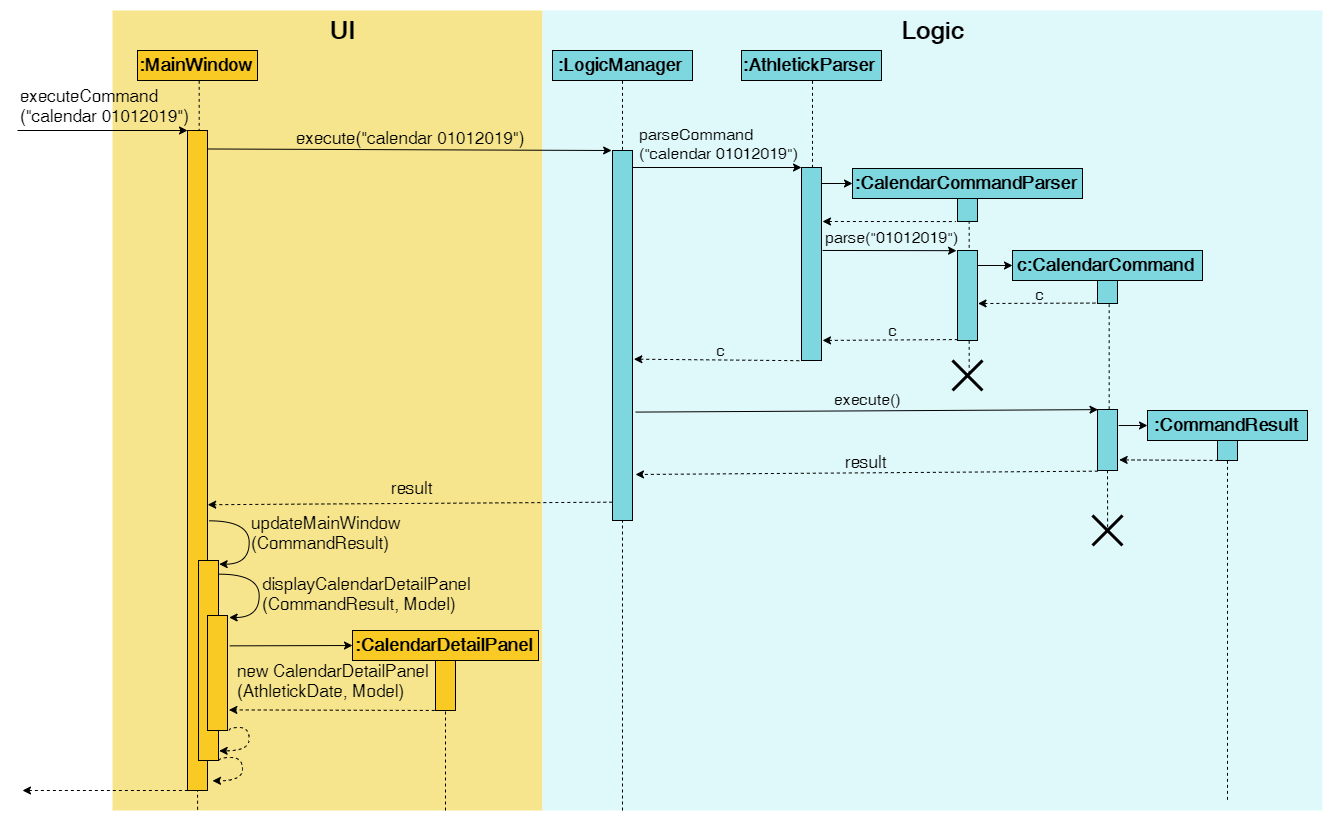 UI
Logic
:MainWindow
:LogicManager
:AthletickParser
executeCommand
("calendar 01012019")
execute("calendar 01012019")
parseCommand
("calendar 01012019")
:CalendarCommandParser
parse("01012019")
c:CalendarCommand
c
c
c
execute()
:CommandResult
result
result
updateMainWindow
(CommandResult)
displayCalendarDetailPanel
(CommandResult, Model)
:CalendarDetailPanel
new CalendarDetailPanel
(AthletickDate, Model)